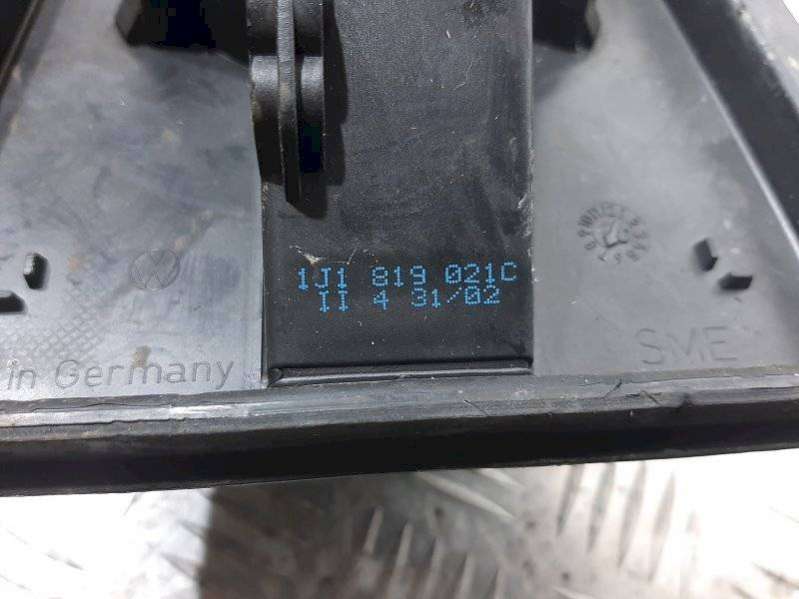 1J1 819 021C
II 4 31/02
in Germany
SME